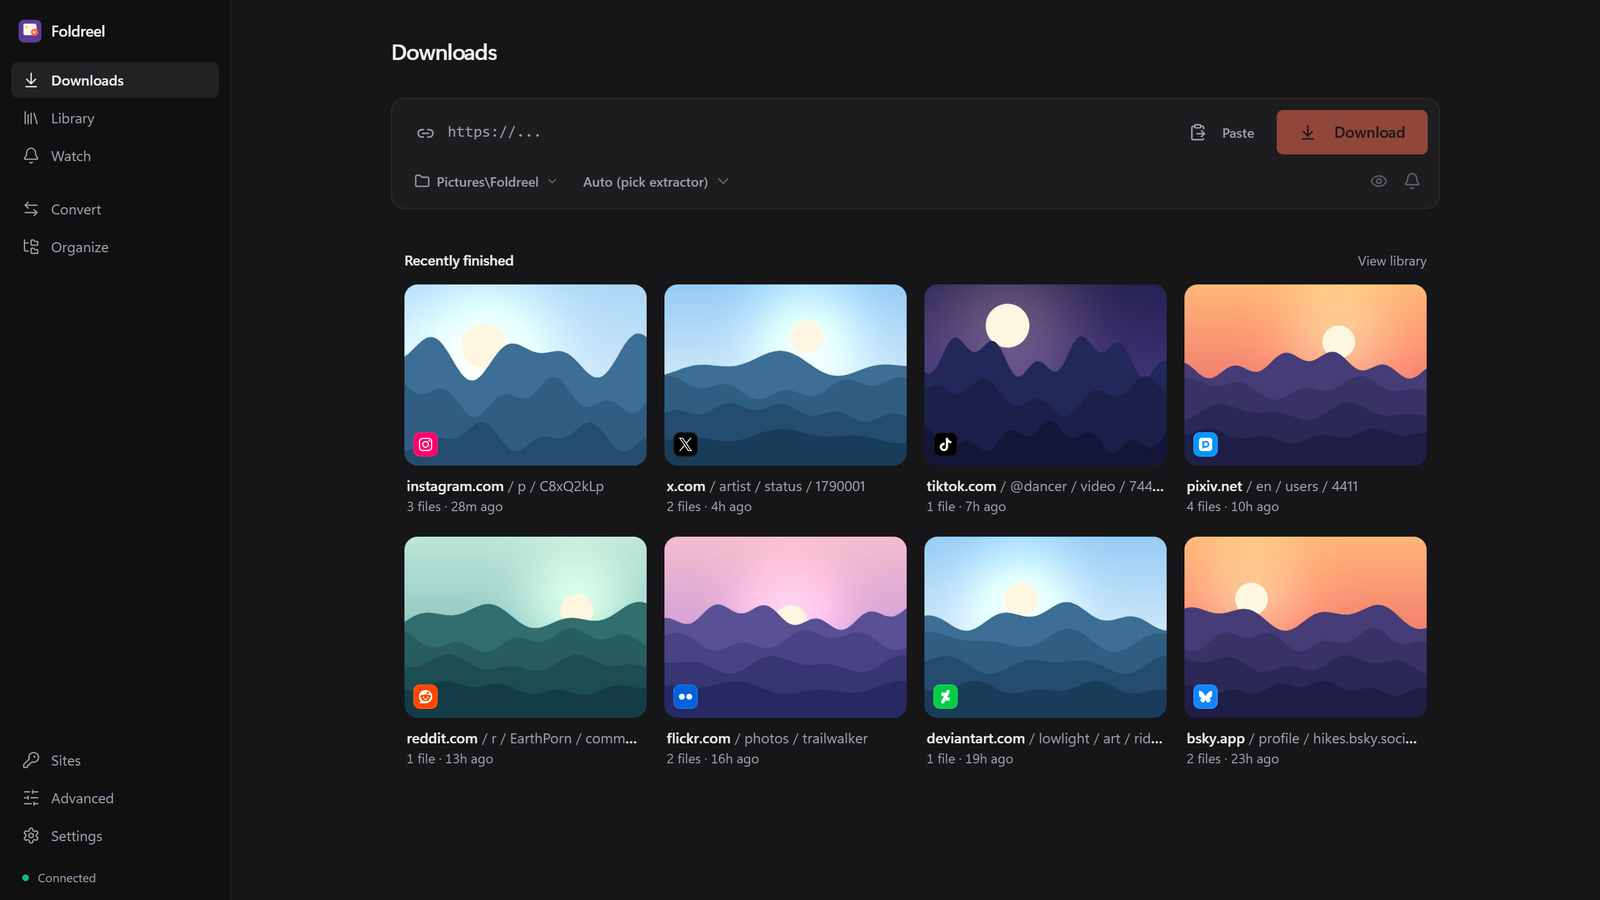 Foldreel
Downloads
Library
Watch
Convert
Organize
Sites
Advanced
Settings
Connected
Downloads
https://...
Paste
Download
Pictures\Foldreel
Auto (pick extractor)
Recently finished
View library
instagram.com / p / C8xQ2kLp
3 files · 28m ago
x.com / artist / status / 1790001
2 files · 4h ago
tiktok.com / @dancer / video / 744...
1 file · 7h ago
pixiv.net / en / users / 4411
4 files · 10h ago
reddit.com / r / EarthPorn / comm...
1 file · 13h ago
flickr.com / photos / trailwalker
2 files · 16h ago
deviantart.com / lowlight / art / rid...
1 file · 19h ago
bsky.app / profile / hikes.bsky.soci...
2 files · 23h ago